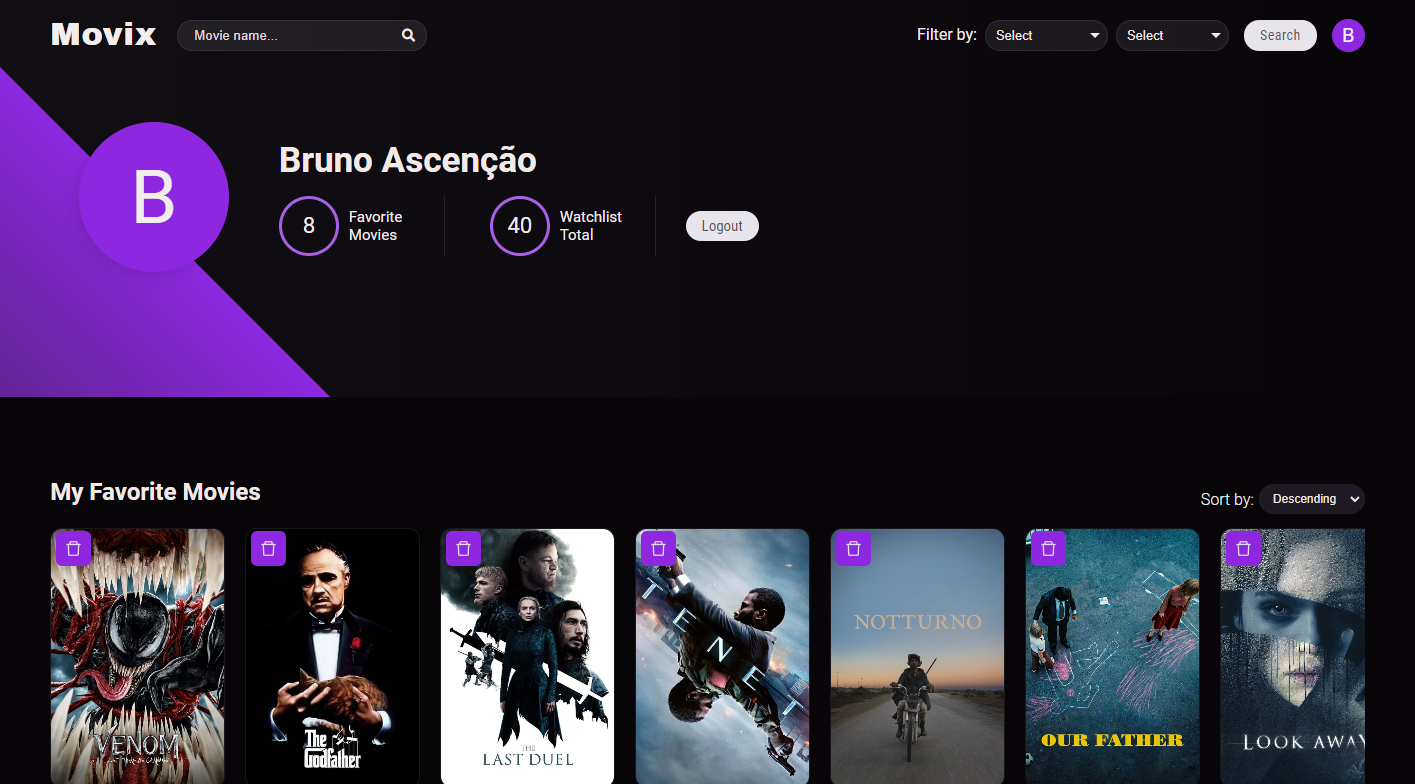 Movix
Movie name...
Filter by:
Select
Select
Search
B
B
Bruno Ascenção
8
Favorite
Movies
40
Watchlist
Total
Logout
My Favorite Movies
Sort by:
Descending
VENOM
The
Godfather
THE
LAST DUEL
TENET
NOTTURNO
OUR FATHER
LOOK AWAY